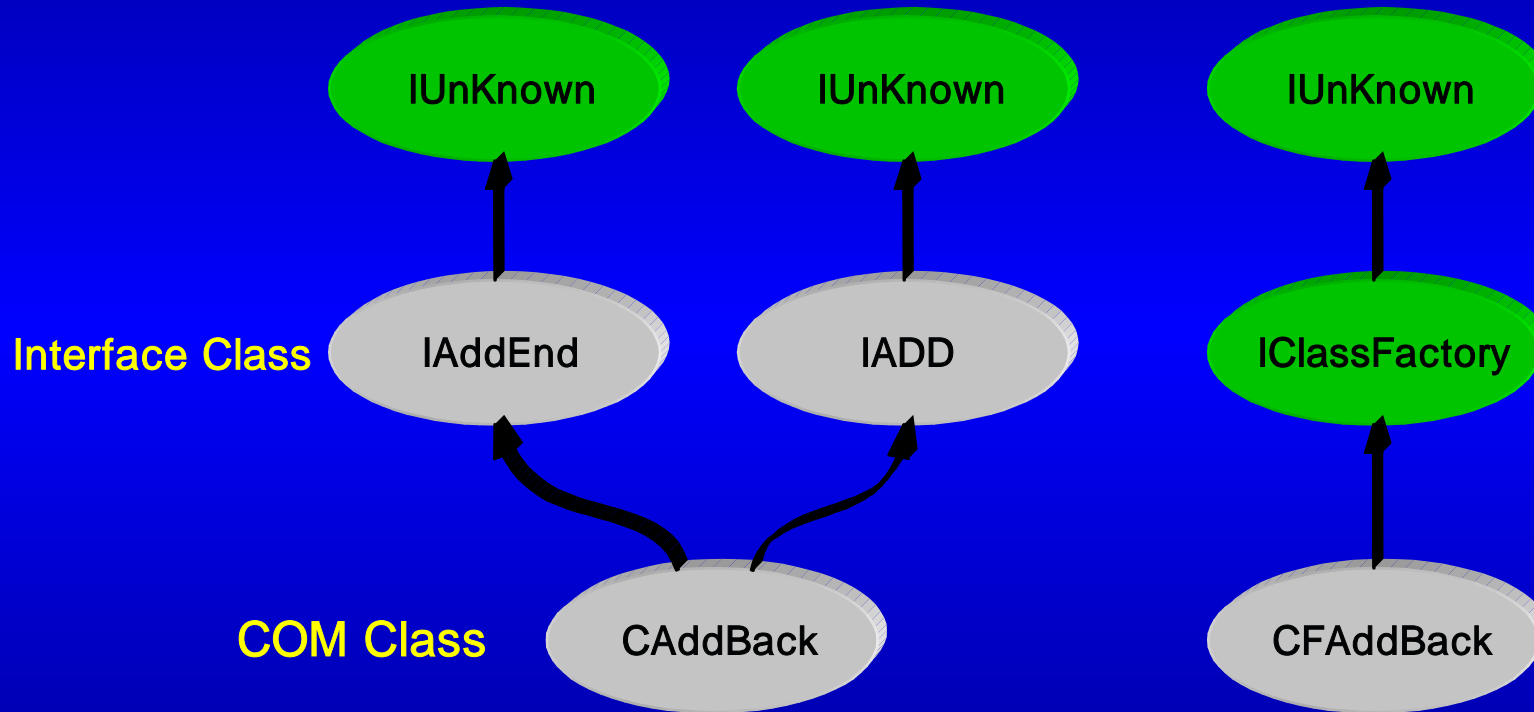 IUnKnown
IUnKnown
IUnKnown
Interface Class
IAddEnd
IADD
IClassFactory
COM Class
CAddBack
CFAddBack